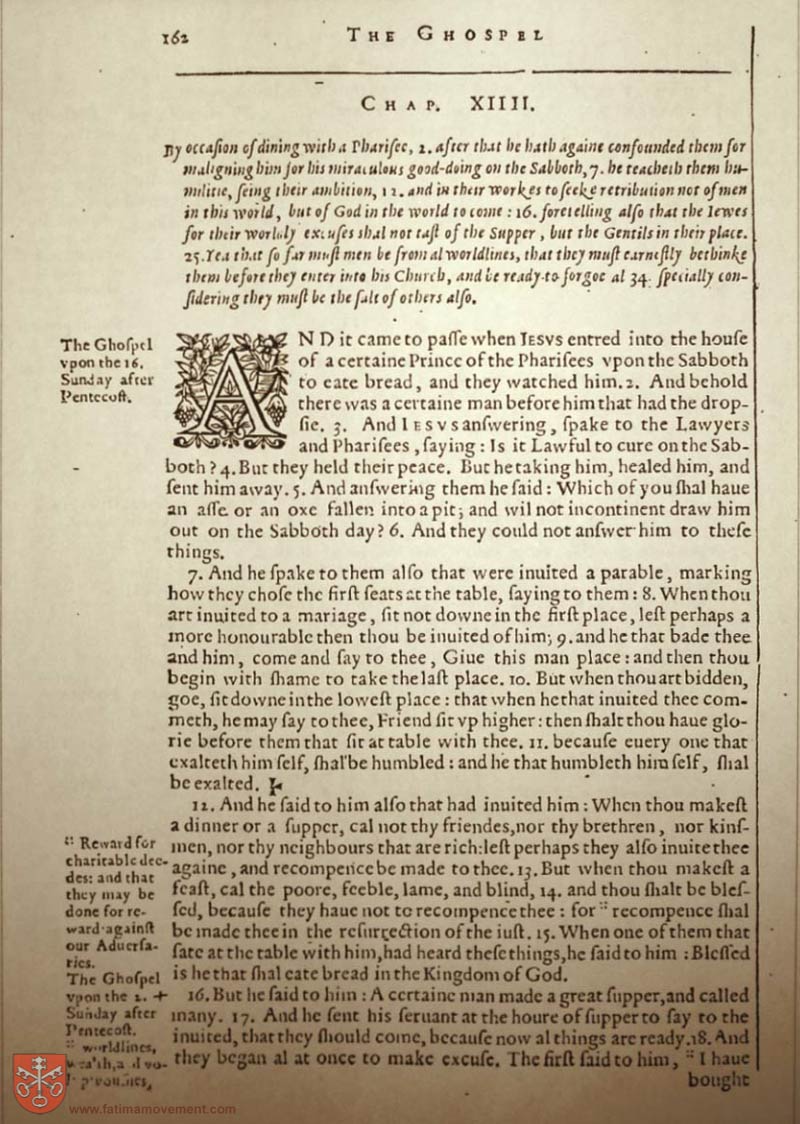 162
THE GHOSPEL
CHAP. XIIII.
By occaſion of dining with a Phariſee, 2. after that he hath againe confounded them for
maligning him for his miraculous good-doing on the Sabboth, 7. he teacheth them hu-
militie, ſeing their ambition, 12. and in their workes to ſeeke retribution not of men
in this world, but of God in the world to come : 16. foretelling alſo that the Iewes
for their worldly excuſes ſhal not taſt of the Supper, but the Gentils in their place.
25. Yea that ſo far muſt men be from al worldlines, that they muſt earneſtly bethinke
them before they enter into his Church, and be ready to forgoe al 34. ſpecially con-
ſidering they muſt be the ſalt of others alſo.
The Ghoſpel
vpon the 16.
Sunday after
Pentecoſt.
AND it came to paſſe when IESVS entred into the houſe
of a certaine Prince of the Phariſees vpon the Sabboth
to eate bread, and they watched him. 2. And behold
there was a certaine man before him that had the drop-
ſie. 3. And IESVS anſwering, ſpake to the Lawyers
and Phariſees, ſaying : Is it Lawful to cure on the Sab-
both ? 4. But they held their peace. But he taking him, healed him, and
ſent him away. 5. And anſwering them he ſaid : Which of you ſhal haue
an aſſe or an oxe fallen into a pit; and wil not incontinent draw him
out on the Sabboth day? 6. And they could not anſwer him to theſe
things.
7. And he ſpake to them alſo that were inuited a parable, marking
how they choſe the firſt ſeats at the table, ſaying to them : 8. When thou
art inuited to a mariage, ſit not downe in the firſt place, leſt perhaps a
more honourable then thou be inuited of him; 9. and he that bade thee
and him, come and ſay to thee, Giue this man place : and then thou
begin with ſhame to take the laſt place. 10. But when thou art bidden,
goe, ſit downe in the loweſt place : that when he that inuited thee com-
meth, he may ſay to thee, Friend ſit vp higher : then ſhalt thou haue glo-
rie before them that ſit at table with thee. 11. becauſe euery one that
exalteth him ſelf, ſhal be humbled : and he that humbleth him ſelf, ſhal
be exalted.
12. And he ſaid to him alſo that had inuited him : When thou makeſt
a dinner or a ſupper, cal not thy friendes, nor thy brethren, nor kinſ-
men, nor thy neighbours that are rich : leſt perhaps they alſo inuite thee
againe, and recompence be made to thee. 13. But when thou makeſt a
feaſt, cal the poore, feeble, lame, and blind, 14. and thou ſhalt be bleſ-
ſed, becauſe they haue not to recompence thee : for :: recompence ſhal
be made thee in the reſurrection of the iuſt. 15. When one of them that
ſate at the table with him, had heard theſe things, he ſaid to him : Bleſſed
is he that ſhal eate bread in the Kingdom of God.
:: Reward for
charitable dee-
des: and that
they may be
done for re-
ward againſt
our Aduerſa-
ries.
The Ghoſpel
vpon the 2. +
Sunday after
Pentecoſt.
:: worldlines,
16. But he ſaid to him : A certaine man made a great ſupper, and called
many. 17. And he ſent his ſeruant at the houre of ſupper to ſay to the
inuited, that they ſhould come, becauſe now al things are ready. 18. And
they began al at once to make excuſe. The firſt ſaid to him, :: I haue
bought
www.fatimamovement.com